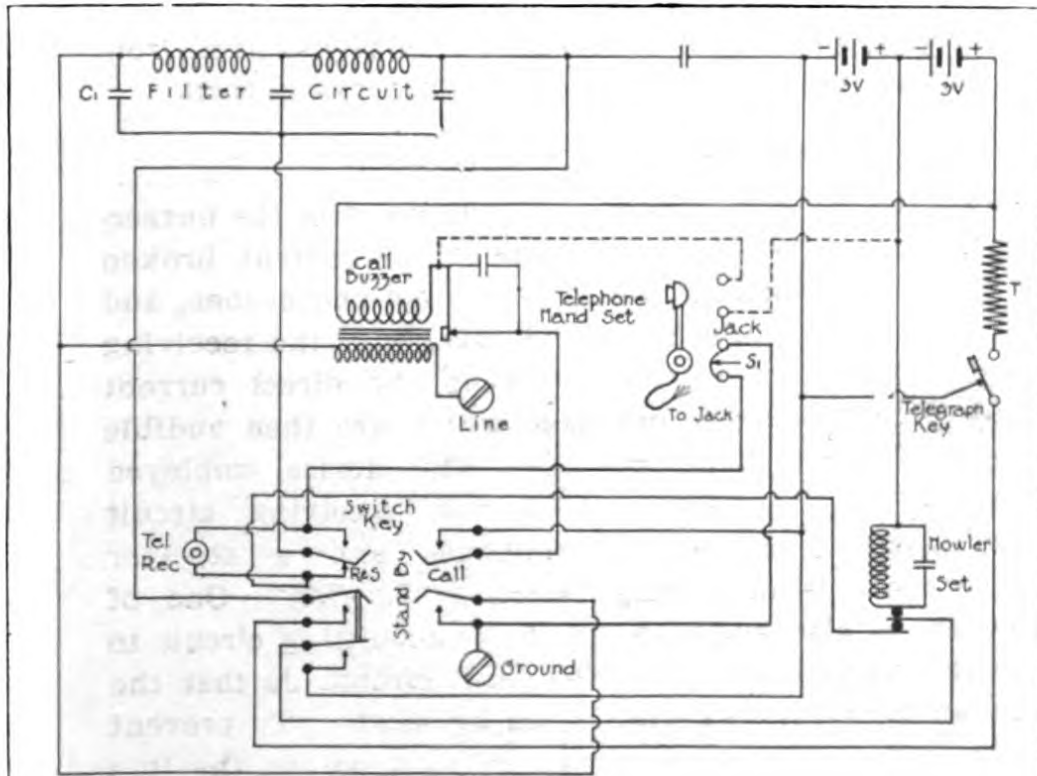 - + - +
3V 3V
C1 Filter Circuit
Call
Buzzer
Telephone
Hand Set
Jack
S1
To Jack
Line
T
Telegraph
Key
Switch
Key
Tel
Rec
R&S
Stand By
Call
Howler
Set
Ground